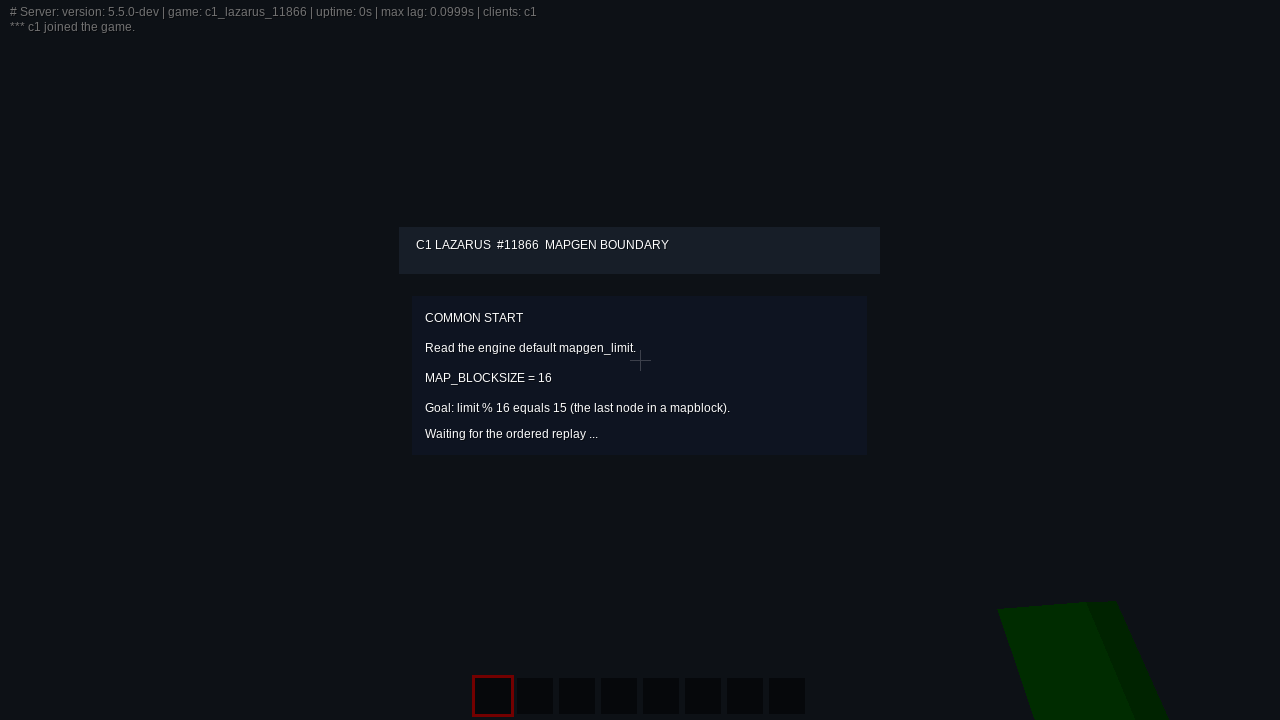 # Server: version: 5.5.0-dev | game: c1_lazarus_11866 | uptime: 0s | max lag: 0.0999s | clients: c1
*** c1 joined the game.
C1 LAZARUS  #11866  MAPGEN BOUNDARY
COMMON START
Read the engine default mapgen_limit.
MAP_BLOCKSIZE = 16
Goal: limit % 16 equals 15 (the last node in a mapblock).
Waiting for the ordered replay ...